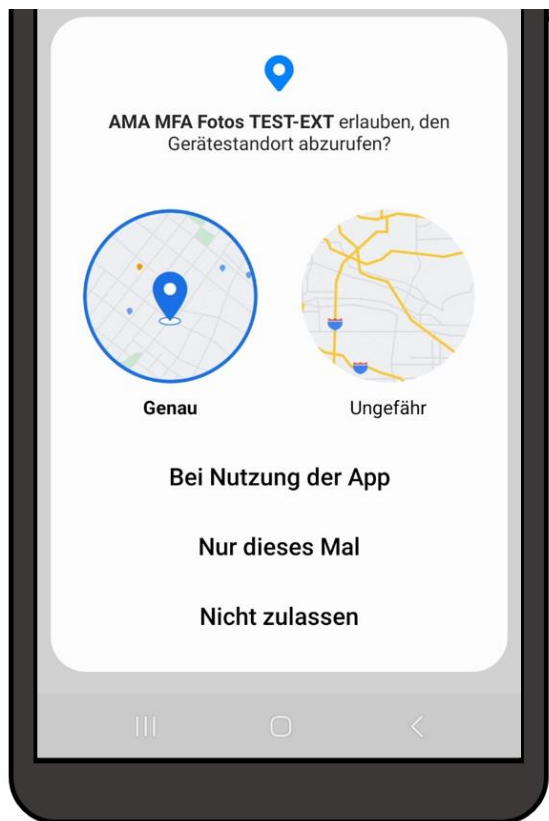 AMA MFA Fotos TEST-EXT erlauben, den
Gerätestandort abzurufen?
Genau
Ungefähr
Bei Nutzung der App
Nur dieses Mal
Nicht zulassen